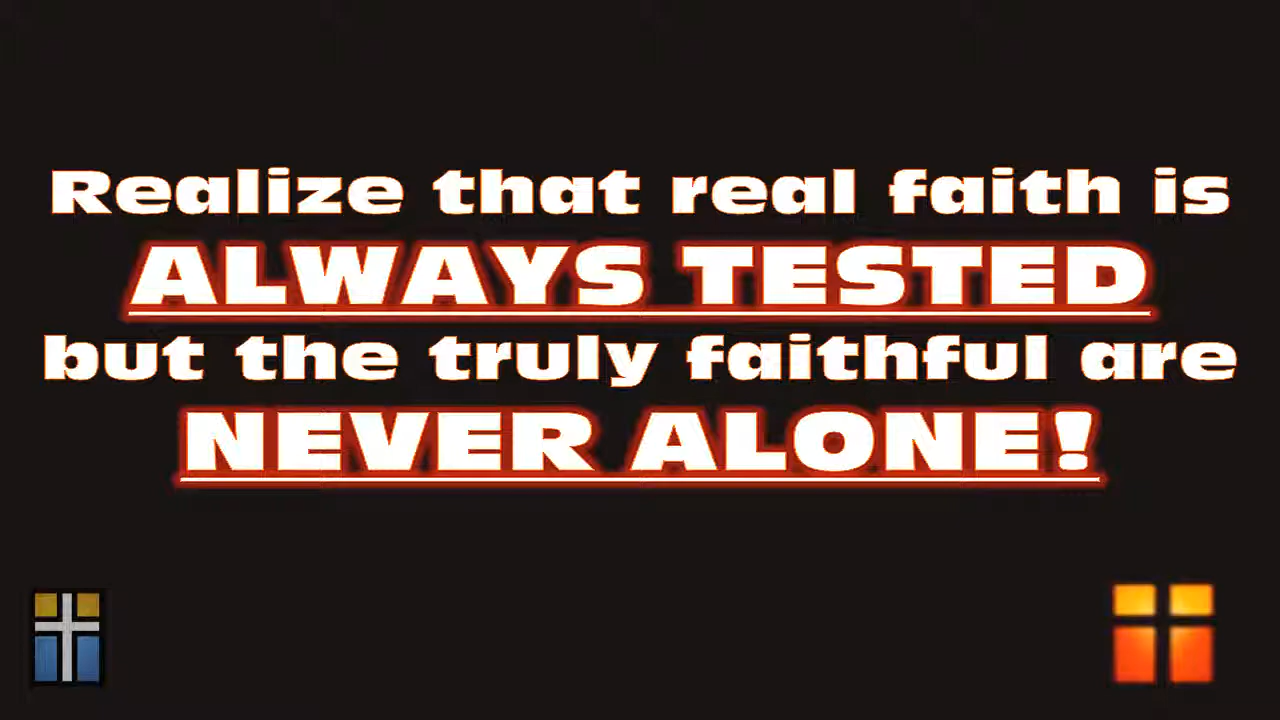 Realize that real faith is
ALWAYS TESTED
but the truly faithful are
NEVER ALONE!